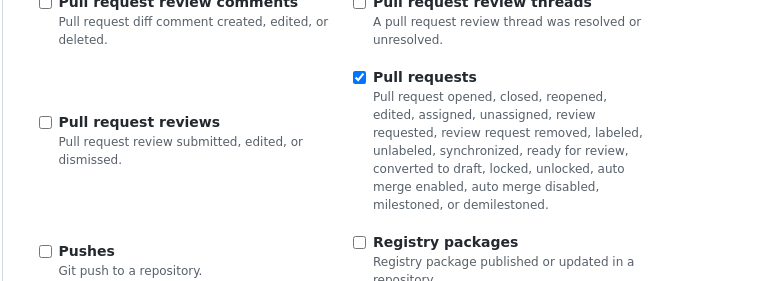 Pull request review comments
Pull request diff comment created, edited, or
deleted.
Pull request review threads
A pull request review thread was resolved or
unresolved.
Pull request reviews
Pull request review submitted, edited, or
dismissed.
Pull requests
Pull request opened, closed, reopened,
edited, assigned, unassigned, review
requested, review request removed, labeled,
unlabeled, synchronized, ready for review,
converted to draft, locked, unlocked, auto
merge enabled, auto merge disabled,
milestoned, or demilestoned.
Pushes
Git push to a repository.
Registry packages
Registry package published or updated in a
repository.